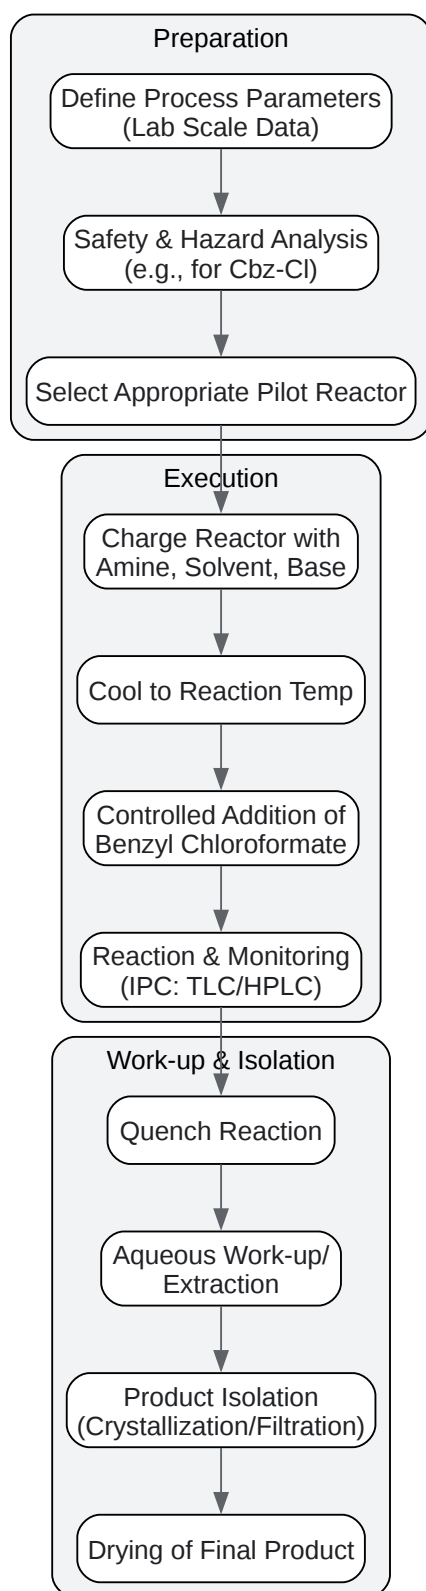 Preparation
Define Process Parameters
(Lab Scale Data)
Safety & Hazard Analysis
(e.g., for Cbz-Cl)
Select Appropriate Pilot Reactor
Execution
Charge Reactor with
Amine, Solvent, Base
Cool to Reaction Temp
Controlled Addition of
Benzyl Chloroformate
Reaction & Monitoring
(IPC: TLC/HPLC)
Work-up & Isolation
Quench Reaction
Aqueous Work-up/
Extraction
Product Isolation
(Crystallization/Filtration)
Drying of Final Product